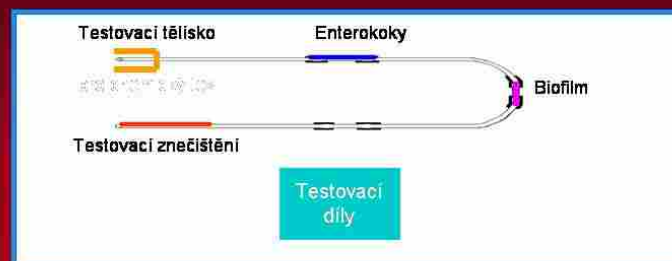 Testovací tělísko
Enterokoky
Biofilm
Testovací znečištění
Testovací
díly